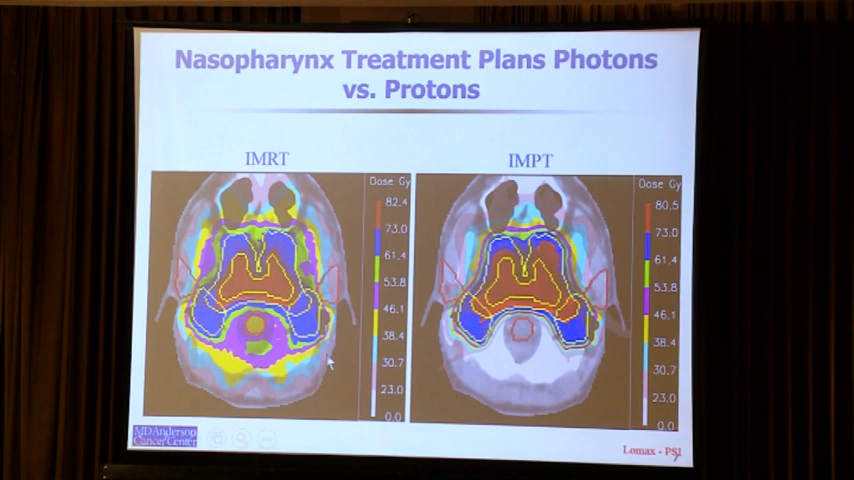 Nasopharynx Treatment Plans Photons
vs. Protons
IMRT
IMPT
Dose Gy
82.4
73.0
61.4
53.8
46.1
38.4
30.7
23.0
0.0
Dose Gy
80.5
73.0
61.4
53.8
46.1
38.4
30.7
23.0
0.0
MD Anderson
Cancer Center
Lomax - PSI